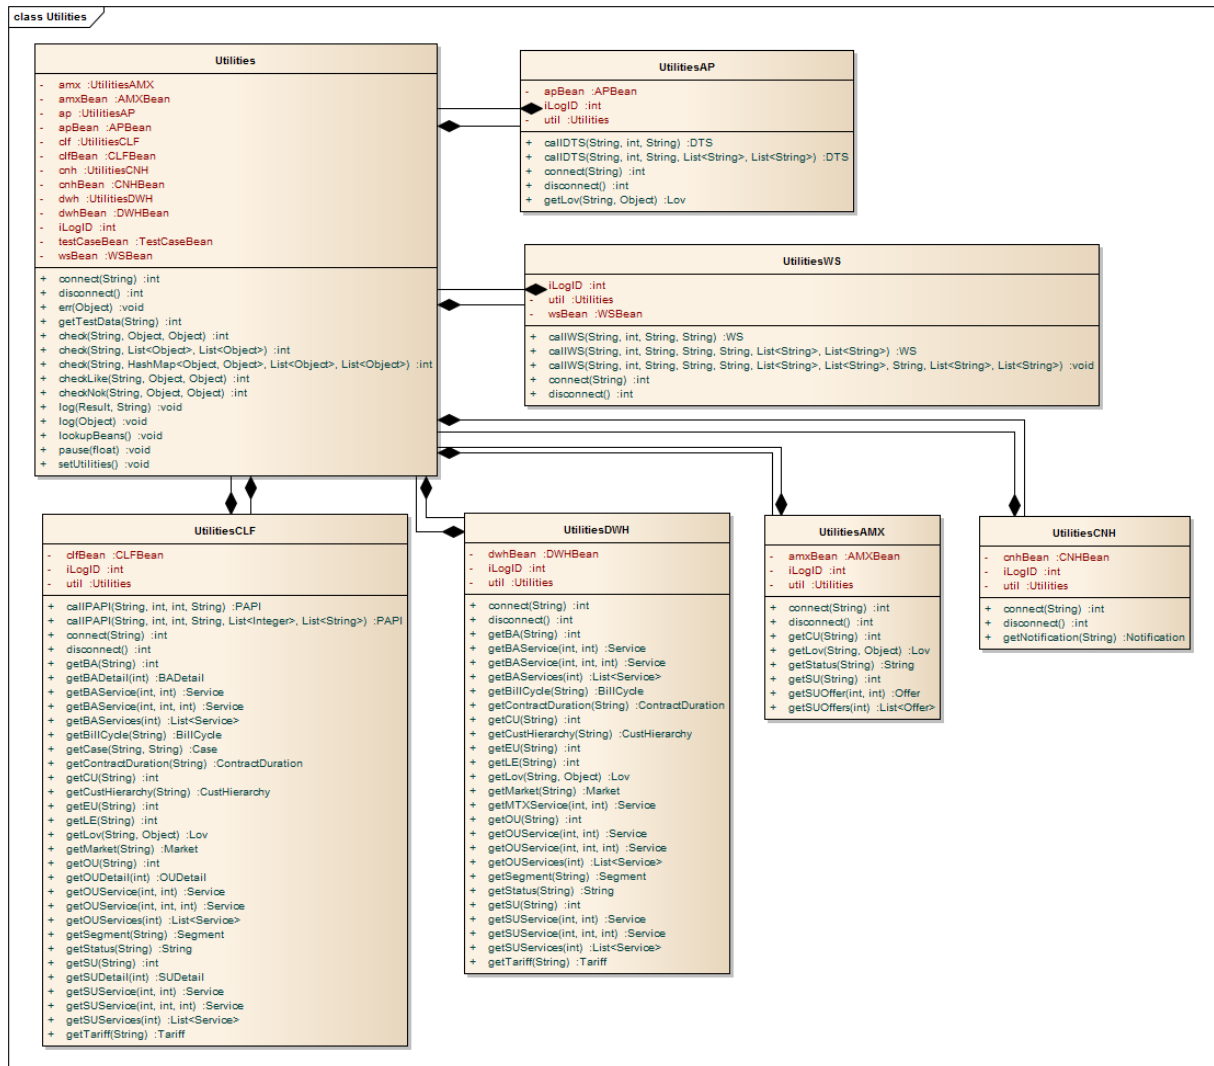 class Utilities
Utilities
- amx :UtilitiesAMX
- amxBean :AMXBean
- ap :UtilitiesAP
- apBean :APBean
- clf :UtilitiesCLF
- clfBean :CLFBean
- cnh :UtilitiesCNH
- cnhBean :CNHBean
- dwh :UtilitiesDWH
- dwhBean :DWHBean
- iLogID :int
- testCaseBean :TestCaseBean
- wsBean :WSBean
+ connect(String) :int
+ disconnect() :int
+ err(Object) :void
+ getTestData(String) :int
+ check(String, Object, Object) :int
+ check(String, List<Object>, List<Object>) :int
+ check(String, HashMap<Object, Object>, List<Object>, List<Object>) :int
+ checkLike(String, Object, Object) :int
+ checkNok(String, Object, Object) :int
+ log(Result, String) :void
+ log(Object) :void
+ lookupBeans() :void
+ pause(float) :void
+ setUtilities() :void
UtilitiesAP
- apBean :APBean
iLogID :int
- util :Utilities
+ callDTS(String, int, String) :DTS
+ callDTS(String, int, String, List<String>, List<String>) :DTS
+ connect(String) :int
+ disconnect() :int
+ getLov(String, Object) :Lov
UtilitiesWS
iLogID :int
- util :Utilities
- wsBean :WSBean
+ callWS(String, int, String, String) :WS
+ callWS(String, int, String, String, String, List<String>, List<String>) :WS
+ callWS(String, int, String, String, String, List<String>, List<String>, String, List<String>, List<String>) :void
+ connect(String) :int
+ disconnect() :int
UtilitiesCLF
- clfBean :CLFBean
- iLogID :int
- util :Utilities
+ callPAPI(String, int, int, String) :PAPI
+ callPAPI(String, int, int, String, List<Integer>, List<String>) :PAPI
+ connect(String) :int
+ disconnect() :int
+ getBA(String) :int
+ getBADetail(int) :BADetail
+ getBAService(int, int) :Service
+ getBAService(int, int, int) :Service
+ getBAServices(int) :List<Service>
+ getBillCycle(String) :BillCycle
+ getCase(String, String) :Case
+ getContractDuration(String) :ContractDuration
+ getCU(String) :int
+ getCustHierarchy(String) :CustHierarchy
+ getEU(String) :int
+ getLE(String) :int
+ getLov(String, Object) :Lov
+ getMarket(String) :Market
+ getOU(String) :int
+ getOUDetail(int) :OUDetail
+ getOUService(int, int) :Service
+ getOUService(int, int, int) :Service
+ getOUServices(int) :List<Service>
+ getSegment(String) :Segment
+ getStatus(String) :String
+ getSU(String) :int
+ getSUDetail(int) :SUDetail
+ getSUService(int, int) :Service
+ getSUService(int, int, int) :Service
+ getSUServices(int) :List<Service>
+ getTariff(String) :Tariff
UtilitiesDWH
- dwhBean :DWHBean
- iLogID :int
- util :Utilities
+ connect(String) :int
+ disconnect() :int
+ getBA(String) :int
+ getBAService(int, int) :Service
+ getBAService(int, int, int) :Service
+ getBAServices(int) :List<Service>
+ getBillCycle(String) :BillCycle
+ getContractDuration(String) :ContractDuration
+ getCU(String) :int
+ getCustHierarchy(String) :CustHierarchy
+ getEU(String) :int
+ getLE(String) :int
+ getLov(String, Object) :Lov
+ getMarket(String) :Market
+ getMTXService(int, int) :Service
+ getOU(String) :int
+ getOUService(int, int) :Service
+ getOUService(int, int, int) :Service
+ getOUServices(int) :List<Service>
+ getSegment(String) :Segment
+ getStatus(String) :String
+ getSU(String) :int
+ getSUService(int, int) :Service
+ getSUService(int, int, int) :Service
+ getSUServices(int) :List<Service>
+ getTariff(String) :Tariff
UtilitiesAMX
- amxBean :AMXBean
- iLogID :int
- util :Utilities
+ connect(String) :int
+ disconnect() :int
+ getCU(String) :int
+ getLov(String, Object) :Lov
+ getStatus(String) :String
+ getSU(String) :int
+ getSUOffer(int, int) :Offer
+ getSUOffers(int) :List<Offer>
UtilitiesCNH
- cnhBean :CNHBean
- iLogID :int
- util :Utilities
+ connect(String) :int
+ disconnect() :int
+ getNotification(String) :Notification